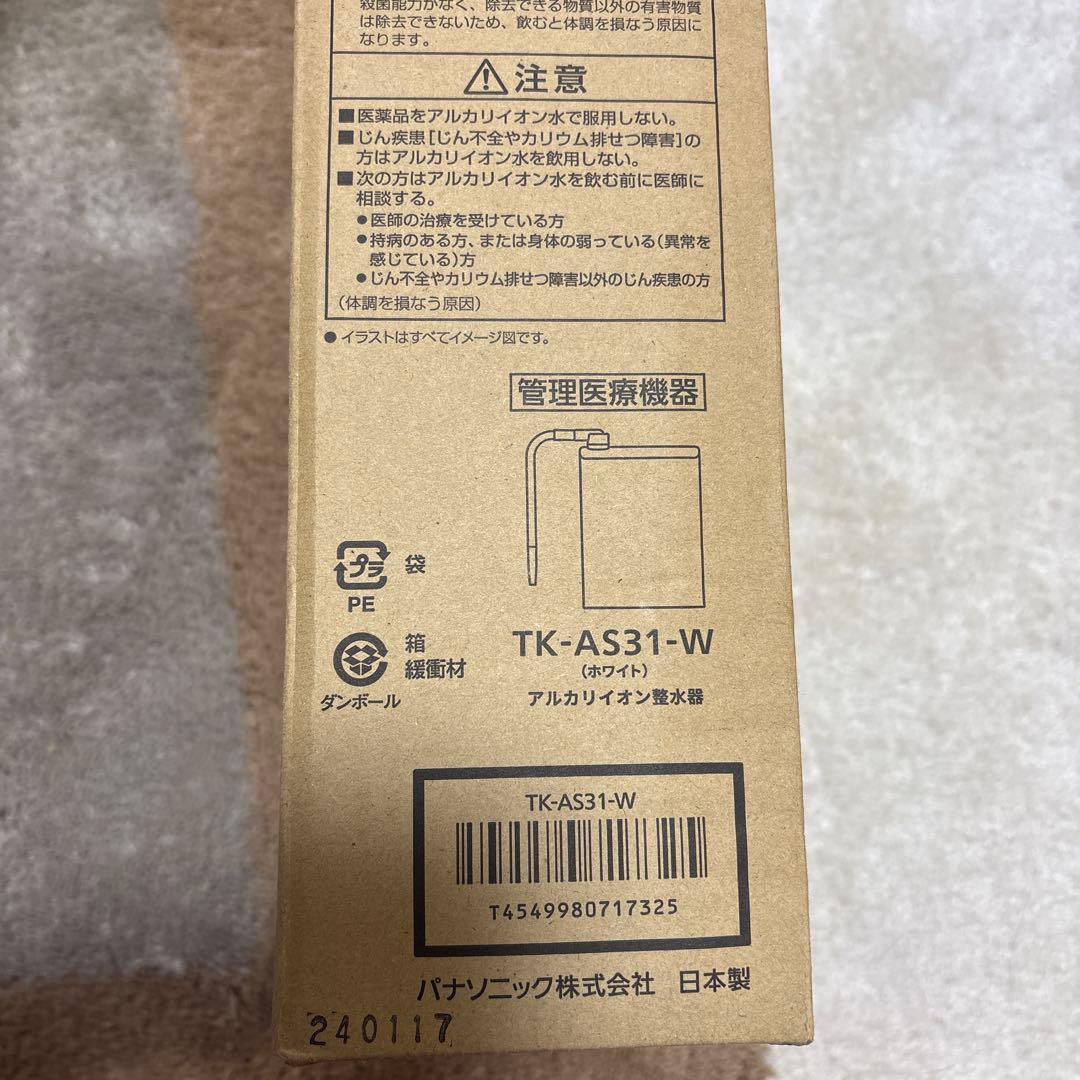 殺菌能力がなく、除去できる物質以外の有害物質
は除去できないため、飲むと体調を損なう原因に
なります。
注意
■医薬品をアルカリイオン水で服用しない。
■じん疾患[じん不全やカリウム排せつ障害]の
方はアルカリイオン水を飲用しない。
■次の方はアルカリイオン水を飲む前に医師に
相談する。
●医師の治療を受けている方
●持病のある方、または身体の弱っている(異常を
感じている)方
●じん不全やカリウム排せつ障害以外のじん疾患の方
(体調を損なう原因)
●イラストはすべてイメージ図です。
管理医療機器
プラ 袋
PE
箱
緩衝材
ダンボール
TK-AS31-W
(ホワイト)
アルカリイオン整水器
TK-AS31-W
T4549980717325
パナソニック株式会社 日本製
240117